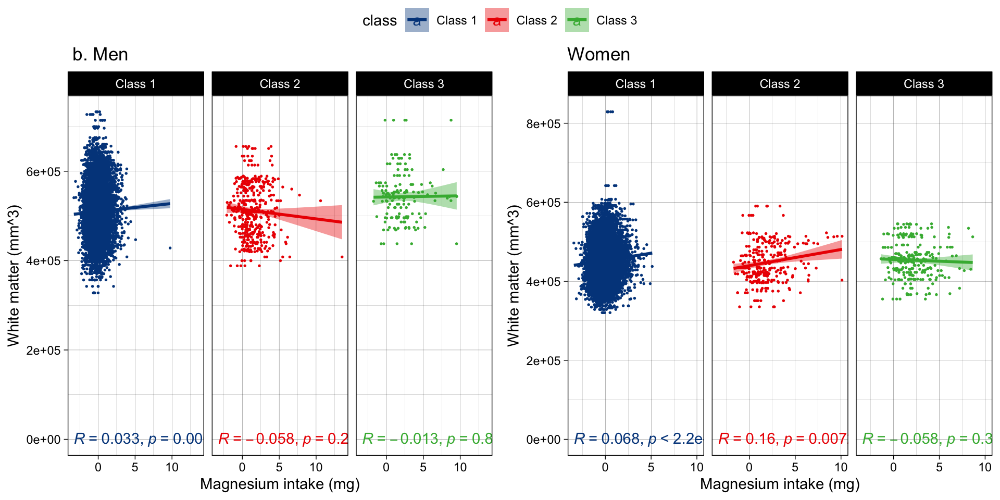 class a Class 1 a Class 2 a Class 3
b. Men
Women
Class 1 Class 2 Class 3
Class 1 Class 2 Class 3
White matter (mm^3)
6e+05
4e+05
2e+05
0e+00
R = 0.033, p = 0.00
R = −0.058, p = 0.2
R = −0.013, p = 0.8
0 5 10 0 5 10 0 5 10
Magnesium intake (mg)
White matter (mm^3)
8e+05
6e+05
4e+05
2e+05
0e+00
R = 0.068, p < 2.2e
R = 0.16, p = 0.007
R = −0.058, p = 0.3
0 5 10 0 5 10 0 5 10
Magnesium intake (mg)